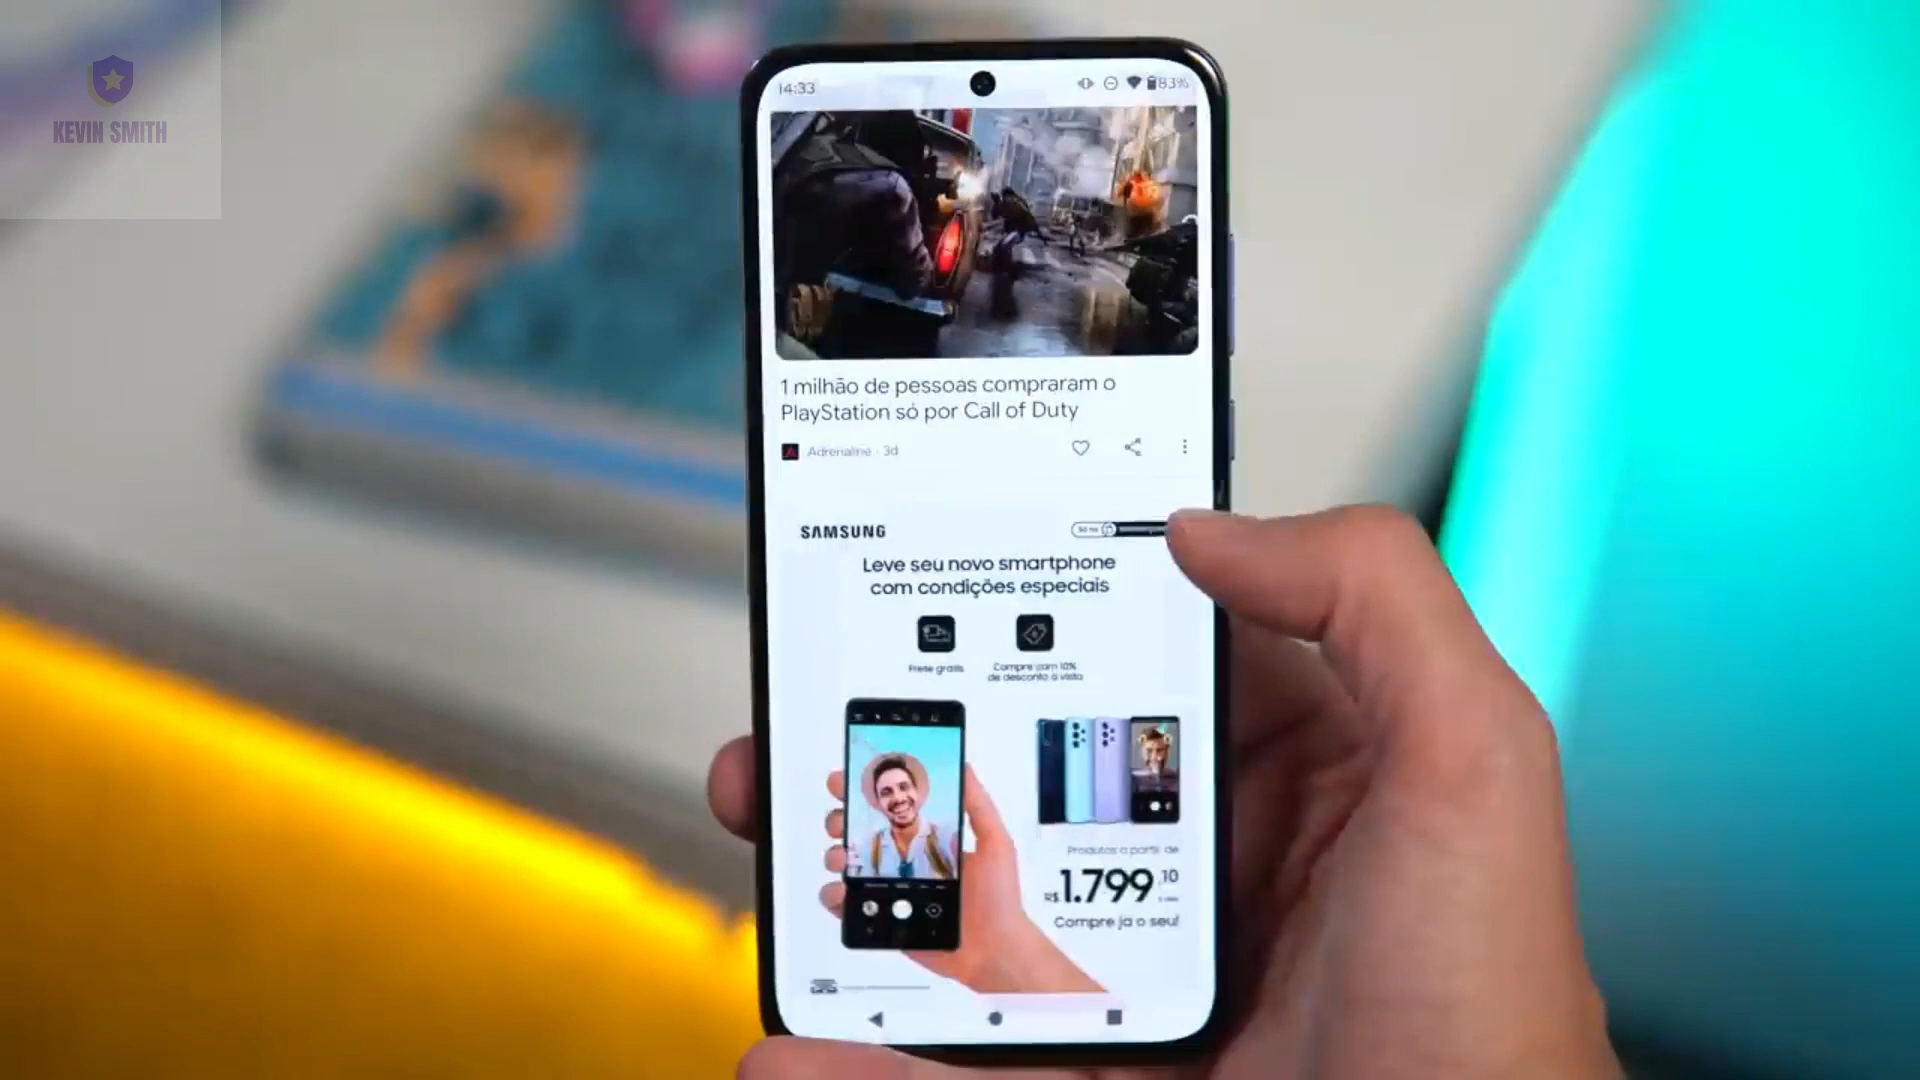 KEVIN SMITH
14:33
83%
1 milhão de pessoas compraram o
PlayStation só por Call of Duty
Adrenaline · 3d
SAMSUNG
Leve seu novo smartphone
com condições especiais
Frete grátis
Compre com 10%
de desconto à vista
Produtos a partir de
R$ 1.799,10
Compre já o seu!